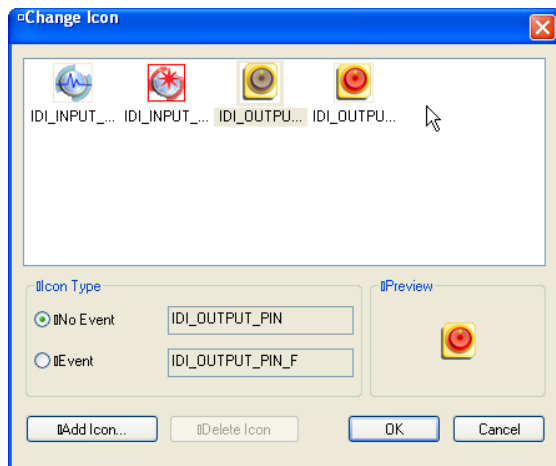 Change Icon
IDI_INPUT_... IDI_INPUT_... IDI_OUTPU... IDI_OUTPU...
Icon Type
Preview
No Event IDI_OUTPUT_PIN
Event IDI_OUTPUT_PIN_F
Add Icon... Delete Icon OK Cancel